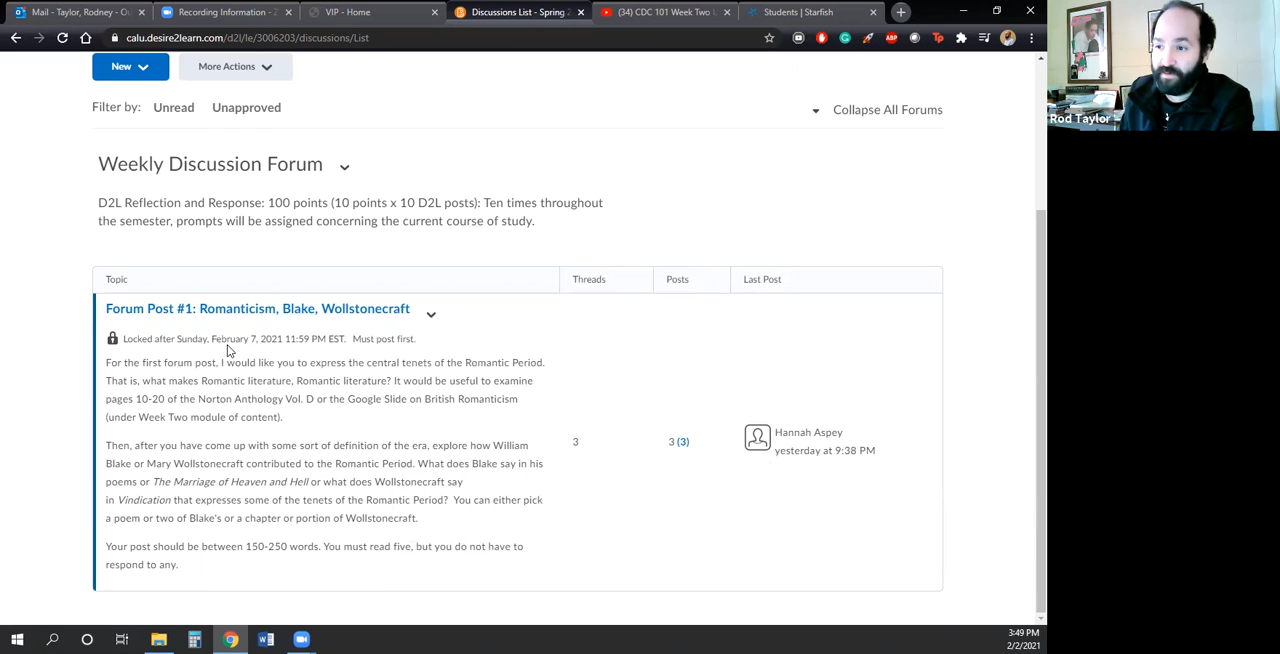 Mail - Taylor, Rodney - O
Recording Information - Z
VIP - Home
Discussions List - Spring 2
(34) CDC 101 Week Two L
Students | Starfish
calu.desire2learn.com/d2l/le/3006203/discussions/List
New
More Actions
Filter by: Unread Unapproved
Collapse All Forums
Rod Taylor
Weekly Discussion Forum
D2L Reflection and Response: 100 points (10 points x 10 D2L posts): Ten times throughout
the semester, prompts will be assigned concerning the current course of study.
Topic Threads Posts Last Post
Forum Post #1: Romanticism, Blake, Wollstonecraft
Locked after Sunday, February 7, 2021 11:59 PM EST. Must post first.
For the first forum post, I would like you to express the central tenets of the Romantic Period.
That is, what makes Romantic literature, Romantic literature? It would be useful to examine
pages 10-20 of the Norton Anthology Vol. D or the Google Slide on British Romanticism
(under Week Two module of content).
Then, after you have come up with some sort of definition of the era, explore how William
Blake or Mary Wollstonecraft contributed to the Romantic Period. What does Blake say in his
poems or The Marriage of Heaven and Hell or what does Wollstonecraft say
in Vindication that expresses some of the tenets of the Romantic Period? You can either pick
a poem or two of Blake's or a chapter or portion of Wollstonecraft.
Your post should be between 150-250 words. You must read five, but you do not have to
respond to any.
3
3 (3)
Hannah Aspey
yesterday at 9:38 PM
3:49 PM
2/2/2021